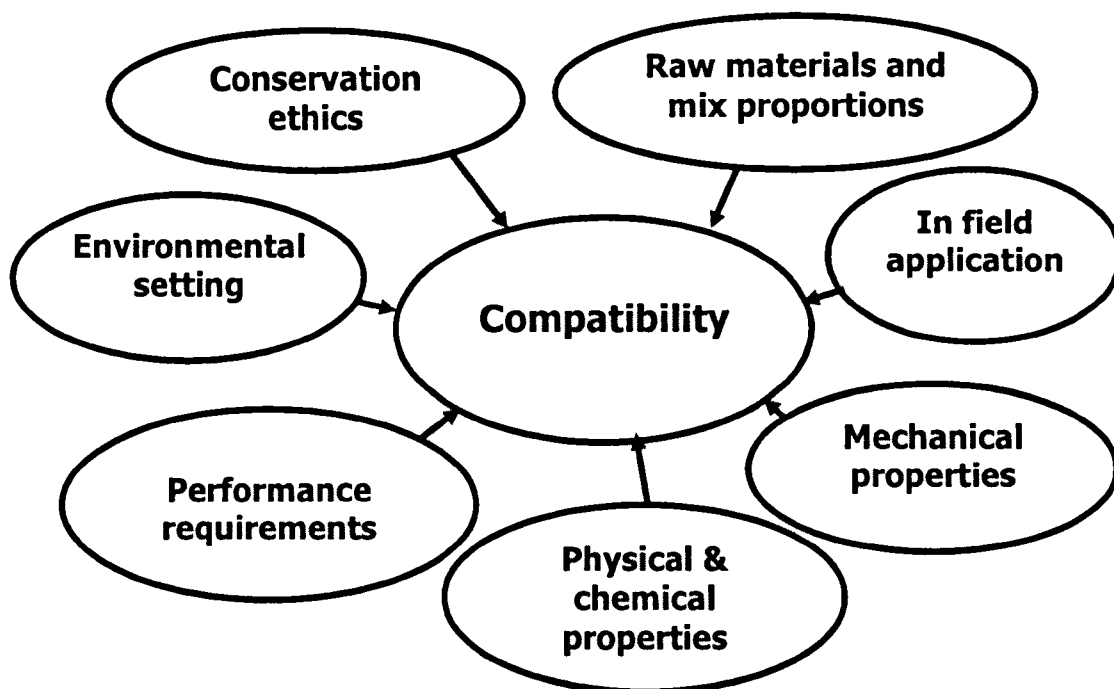 Conservation
ethics
Raw materials and
mix proportions
Environmental
setting
In field
application
Compatibility
Performance
requirements
Mechanical
properties
Physical &
chemical
properties